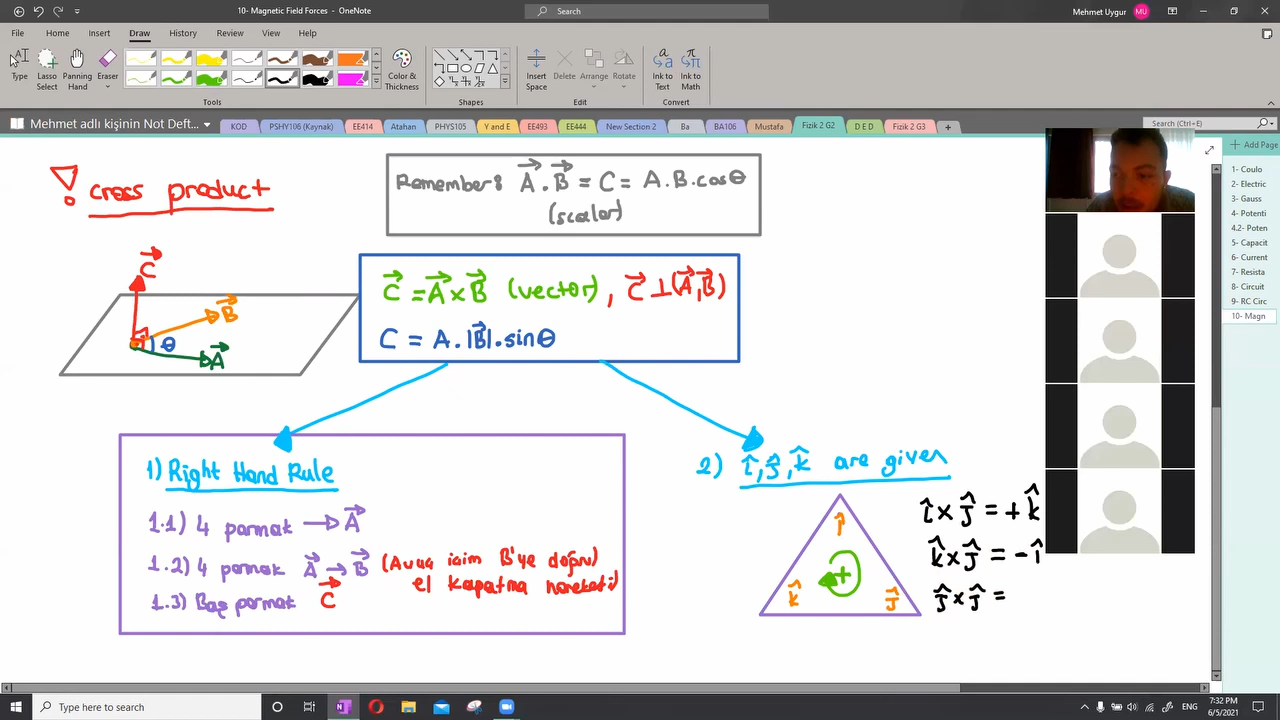 10- Magnetic Field Forces - OneNote
Search
Mehmet Uygur
MU
File Home Insert Draw History Review View Help
Type
Lasso Select
Panning Hand
Eraser
Color & Thickness
Insert Space
Delete
Arrange
Rotate
Ink to Text
Ink to Math
Tools
Shapes
Edit
Convert
Mehmet adlı kişinin Not Deft...
KOD PSHY106 (Kaynak) EE414 Atahan PHYS105 Y and E EE493 EE444 New Section 2 Ba BA106 Mustafa Fizik 2 G2 D E D Fizik 2 G3 +
Search (Ctrl+E)
Add Page
1- Coulo
2- Electric
3- Gauss
4- Potenti
4.2- Poten
5- Capacit
6- Current
7- Resista
8- Circuit
9- RC Circ
10- Magn
! cross product
Remember: A⃗ . B⃗ = C = A.B.cosθ
(scalar)
C⃗
B⃗
θ
A⃗
C⃗ = A⃗ x B⃗ (vector), C⃗ ⊥ (A⃗, B⃗)
C = A.|B⃗|.sinθ
1) Right Hand Rule
1.1) 4 parmak → A⃗
1.2) 4 parmak A⃗ → B⃗ (Avuç içim B'ye doğru)
el kapatma hareketi)
1.3) Baş parmak C⃗
2) î, ĵ, k̂ are given
î
k̂
ĵ
+
î x ĵ = + k̂
k̂ x ĵ = - î
ĵ x ĵ =
Type here to search
ENG
7:32 PM
6/5/2021